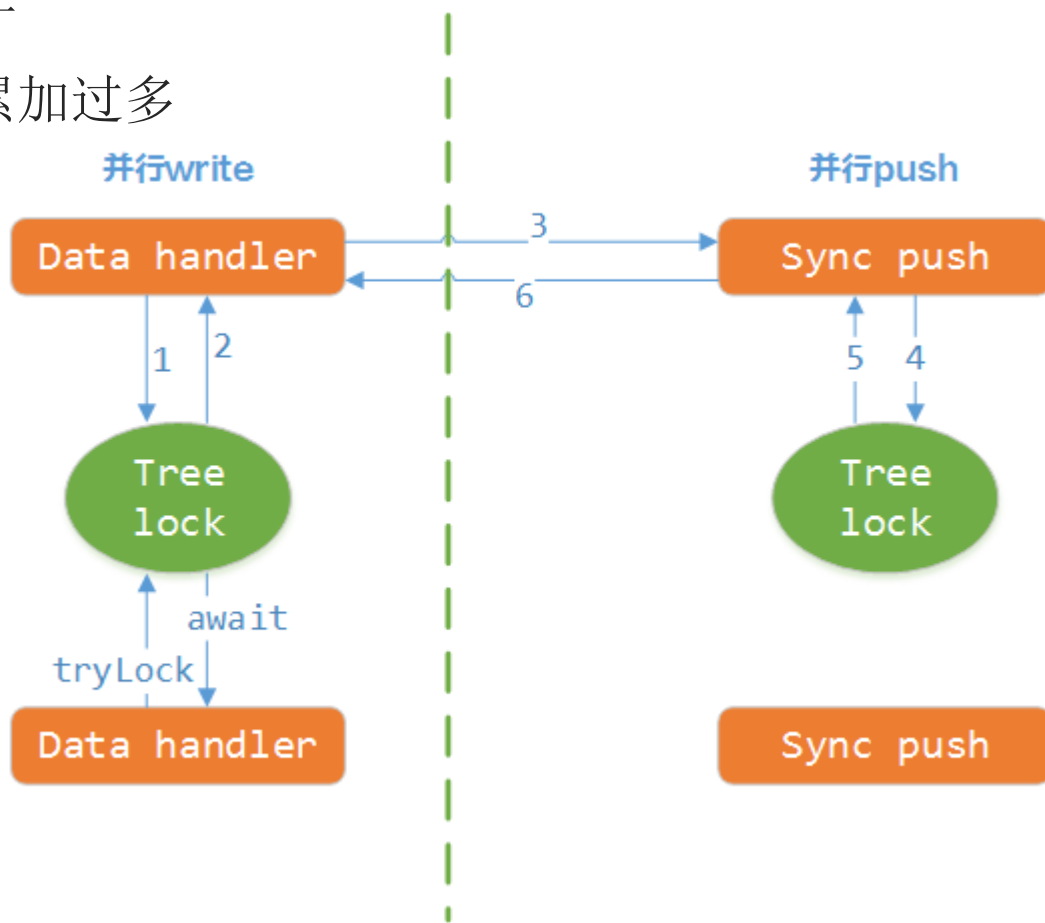 累加过多
并行write
并行push
Data handler
3
Sync push
6
1
2
5
4
Tree
lock
Tree
lock
await
tryLock
Data handler
Sync push